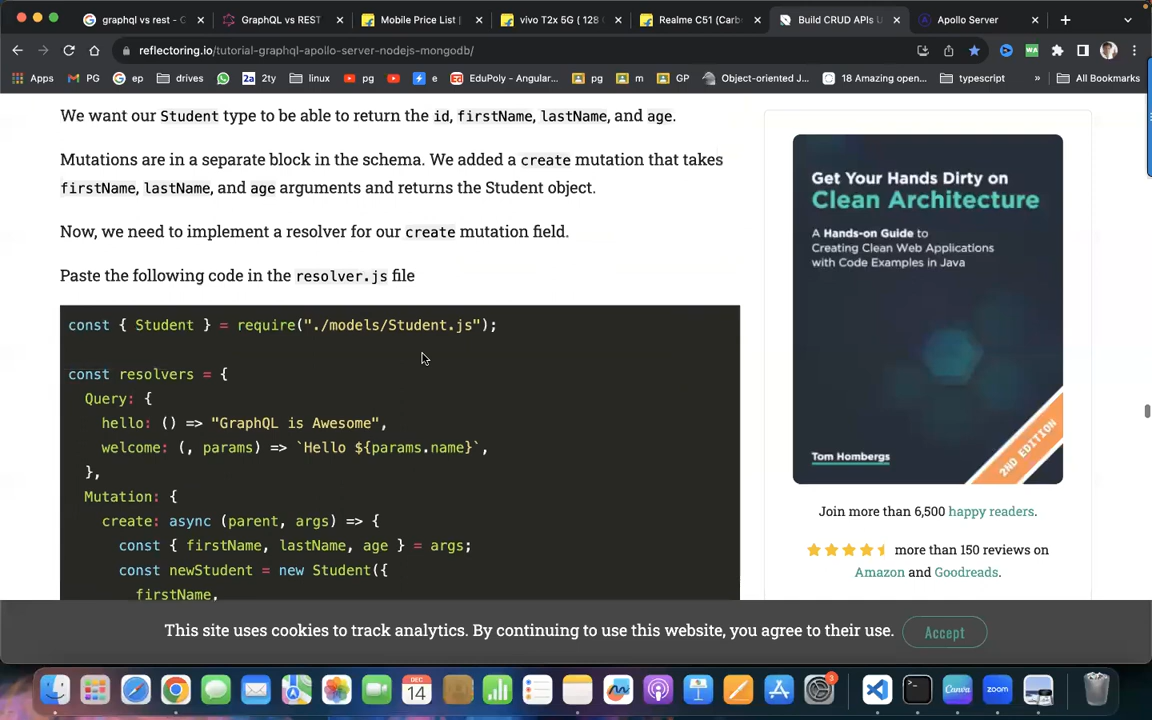 graphql vs rest - G
GraphQL vs REST
Mobile Price List |
vivo T2x 5G ( 128 
Realme C51 (Carb
Build CRUD APIs U
Apollo Server
reflectoring.io/tutorial-graphql-apollo-server-nodejs-mongodb/
Apps
PG
ep
drives
2ty
linux
pg
e
EduPoly - Angular...
pg
m
GP
Object-oriented J...
18 Amazing open...
typescript
»
All Bookmarks
We want our Student type to be able to return the id, firstName, lastName, and age.
Mutations are in a separate block in the schema. We added a create mutation that takes
firstName, lastName, and age arguments and returns the Student object.
Now, we need to implement a resolver for our create mutation field.
Paste the following code in the resolver.js file
const { Student } = require("./models/Student.js");
const resolvers = {
Query: {
hello: () => "GraphQL is Awesome",
welcome: (, params) => `Hello ${params.name}`,
},
Mutation: {
create: async (parent, args) => {
const { firstName, lastName, age } = args;
const newStudent = new Student({
firstName,
Get Your Hands Dirty on
Clean Architecture
A Hands-on Guide to
Creating Clean Web Applications
with Code Examples in Java
Tom Hombergs
2ND EDITION
Join more than 6,500 happy readers.
more than 150 reviews on
Amazon and Goodreads.
This site uses cookies to track analytics. By continuing to use this website, you agree to their use.
Accept
DEC
14
3
Canva
zoom